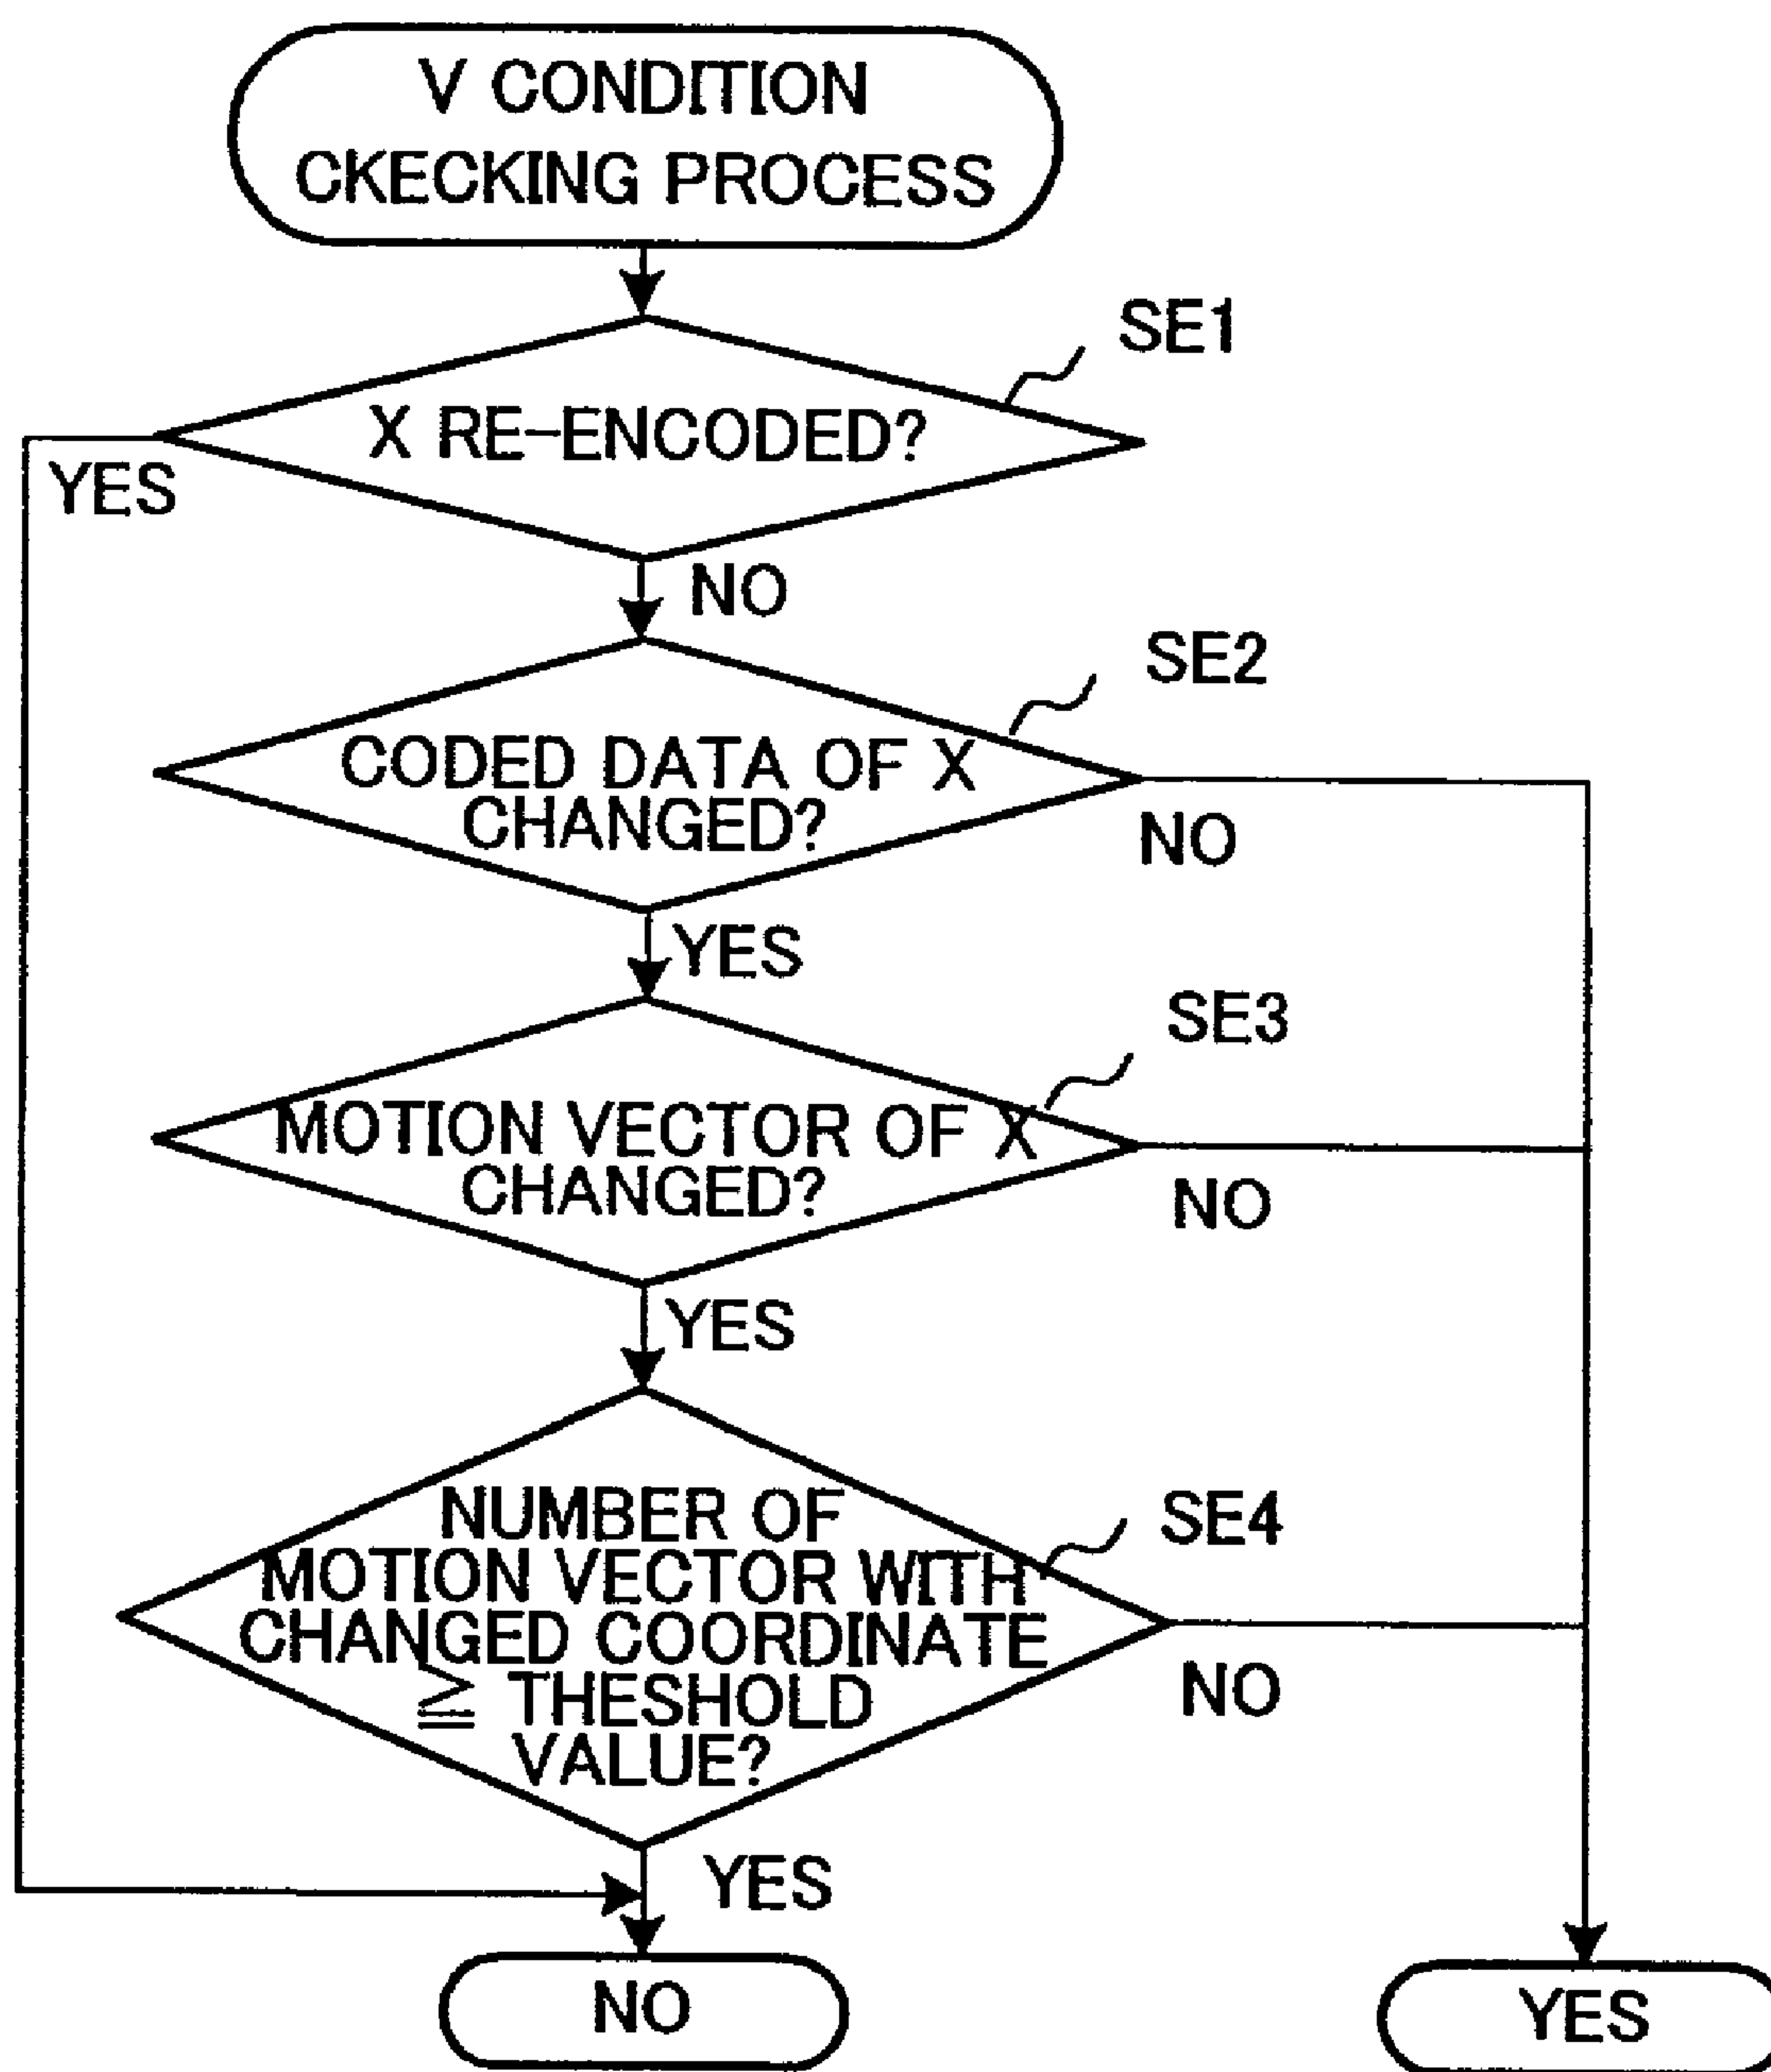 V CONDITION
CKECKING PROCESS
SE1
X RE-ENCODED?
YES
NO
SE2
CODED DATA OF X
CHANGED?
NO
YES
SE3
MOTION VECTOR OF X
CHANGED?
NO
YES
NUMBER OF
SE4
MOTION VECTOR WITH
CHANGED COORDINATE
≧ THESHOLD
VALUE?
NO
YES
NO
YES